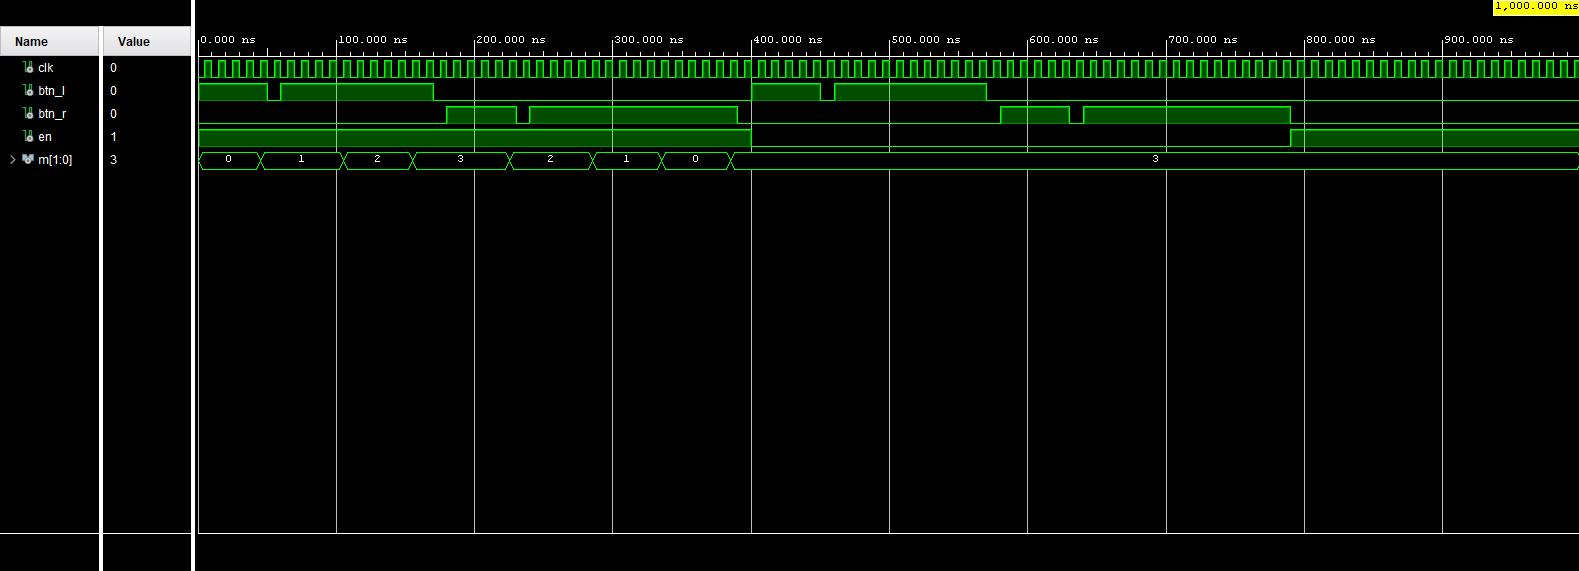 1,000.000 ns
Name Value
0.000 ns 100.000 ns 200.000 ns 300.000 ns 400.000 ns 500.000 ns 600.000 ns 700.000 ns 800.000 ns 900.000 ns
clk 0
btn_l 0
btn_r 0
en 1
m[1:0] 3 0 1 2 3 2 1 0 3